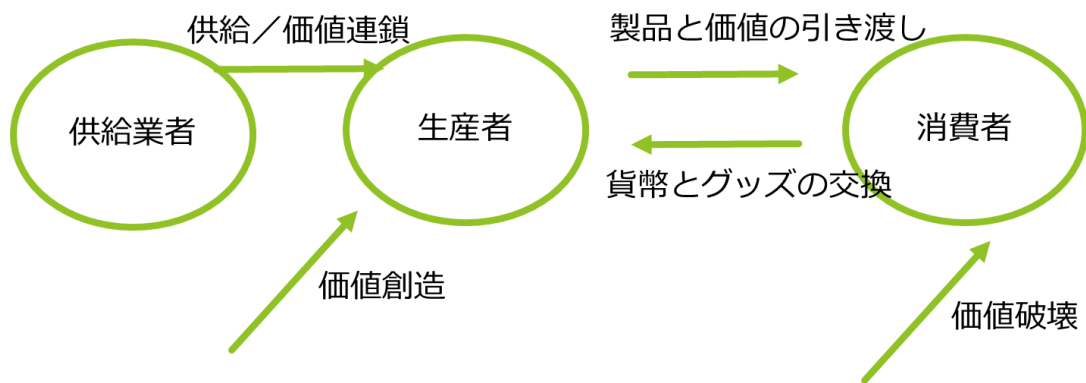 供給／価値連鎖
製品と価値の引き渡し
供給業者
生産者
消費者
貨幣とグッズの交換
価値創造
価値破壊